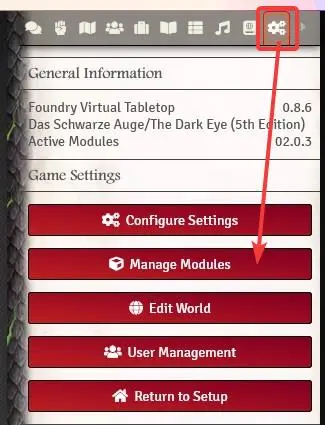 General Information
Foundry Virtual Tabletop 0.8.6
Das Schwarze Auge/The Dark Eye (5th Edition)
Active Modules 02.0.3
Game Settings
Configure Settings
Manage Modules
Edit World
User Management
Return to Setup